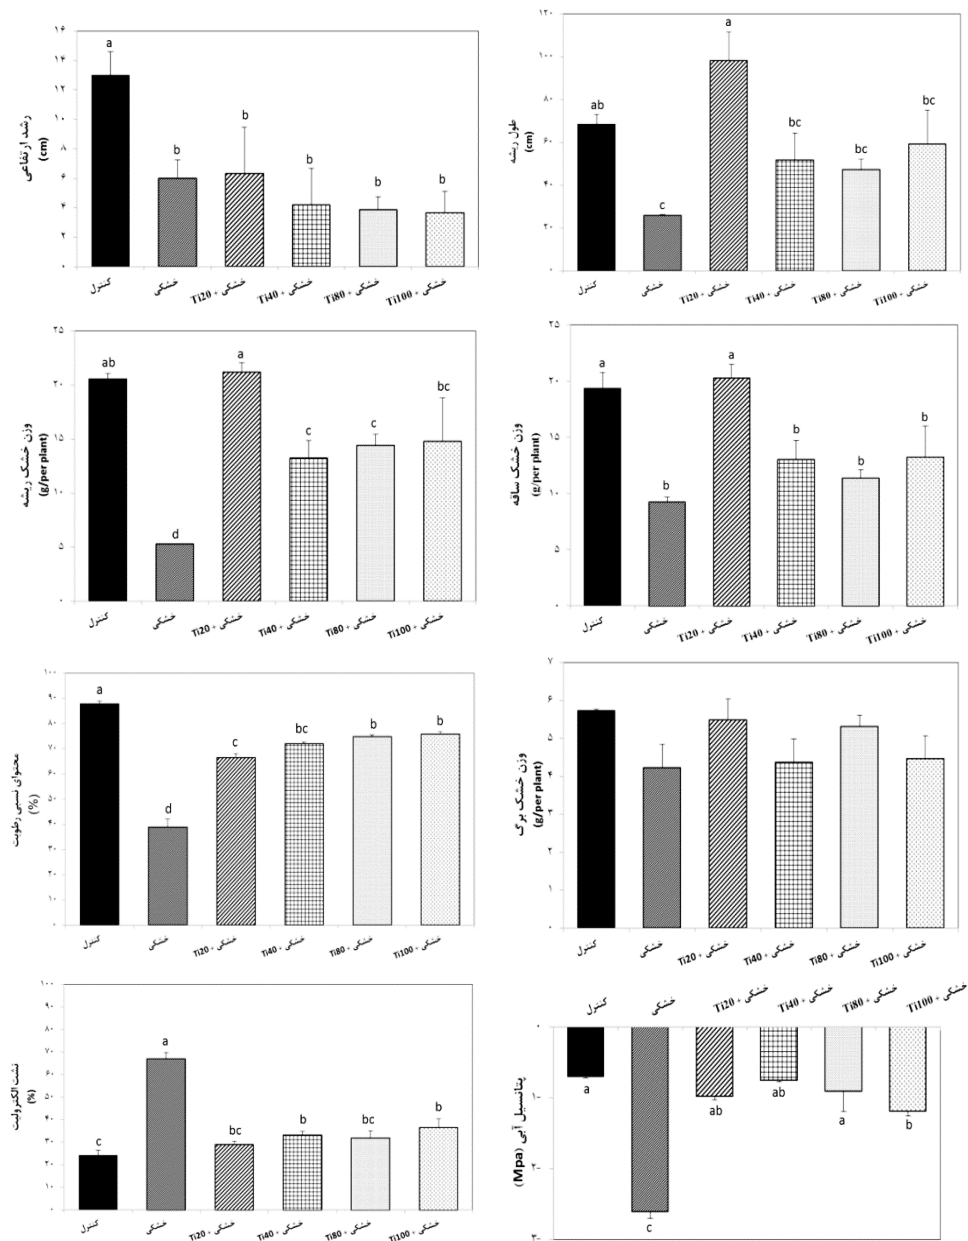 رشد ارتفاعی
(cm)
۱۶
۱۴
۱۲
۱۰
۸
۶
۴
۲
۰
a
b
b
b
b
b
کنترل
خشکی
خشکی + Ti20
خشکی + Ti40
خشکی + Ti80
خشکی + Ti100
طول ریشه
(cm)
۱۲۰
۱۰۰
۸۰
۶۰
۴۰
۲۰
۰
ab
c
a
bc
bc
bc
کنترل
خشکی
خشکی + Ti20
خشکی + Ti40
خشکی + Ti80
خشکی + Ti100
وزن خشک ریشه
(g/per plant)
۲۵
۲۰
۱۵
۱۰
۵
۰
ab
d
a
c
c
bc
کنترل
خشکی
خشکی + Ti20
خشکی + Ti40
خشکی + Ti80
خشکی + Ti100
وزن خشک ساقه
(g/per plant)
۲۵
۲۰
۱۵
۱۰
۵
۰
a
b
a
b
b
b
کنترل
خشکی
خشکی + Ti20
خشکی + Ti40
خشکی + Ti80
خشکی + Ti100
محتوای نسبی رطوبت
(%)
۱۰۰
۹۰
۸۰
۷۰
۶۰
۵۰
۴۰
۳۰
۲۰
۱۰
۰
a
d
c
bc
b
b
کنترل
خشکی
خشکی + Ti20
خشکی + Ti40
خشکی + Ti80
خشکی + Ti100
وزن خشک برگ
(g/per plant)
۷
۶
۵
۴
۳
۲
۱
۰
کنترل
خشکی
خشکی + Ti20
خشکی + Ti40
خشکی + Ti80
خشکی + Ti100
نشت الکترولیت
(%)
۱۰۰
۹۰
۸۰
۷۰
۶۰
۵۰
۴۰
۳۰
۲۰
۱۰
۰
c
a
bc
b
bc
b
کنترل
خشکی
خشکی + Ti20
خشکی + Ti40
خشکی + Ti80
خشکی + Ti100
کنترل
خشکی
خشکی + Ti20
خشکی + Ti40
خشکی + Ti80
خشکی + Ti100
پتانسیل آبی (Mpa)
۰
۱-
۲-
۳-
a
c
ab
ab
a
b